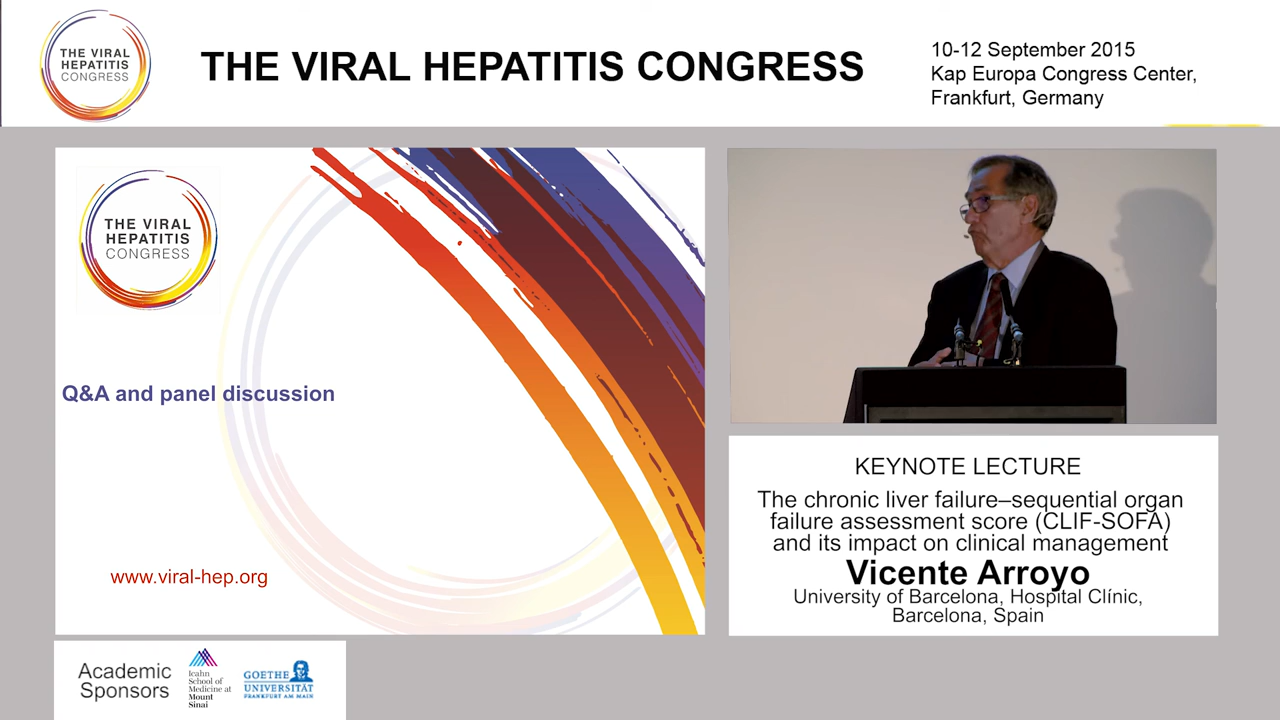 THE VIRAL
HEPATITIS
CONGRESS
THE VIRAL HEPATITIS CONGRESS
10-12 September 2015
Kap Europa Congress Center,
Frankfurt, Germany
THE VIRAL
HEPATITIS
CONGRESS
Q&A and panel discussion
www.viral-hep.org
KEYNOTE LECTURE
The chronic liver failure–sequential organ
failure assessment score (CLIF-SOFA)
and its impact on clinical management
Vicente Arroyo
University of Barcelona, Hospital Clínic,
Barcelona, Spain
Academic
Sponsors
Icahn
School of
Medicine at
Mount
Sinai
GOETHE
UNIVERSITÄT
FRANKFURT AM MAIN